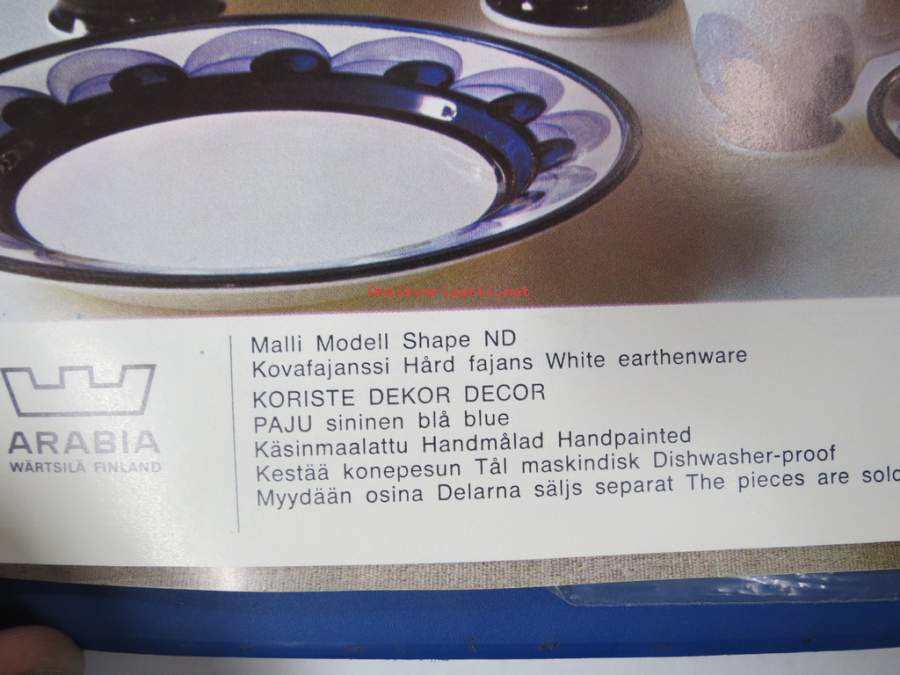 Malli Modell Shape ND
Kovafajanssi Hård fajans White earthenware
KORISTE DEKOR DECOR
PAJU sininen blå blue
Käsinmaalattu Handmålad Handpainted
Kestää konepesun Tål maskindisk Dishwasher-proof
Myydään osina Delarna säljs separat The pieces are sold
ARABIA
WÄRTSILÄ FINLAND